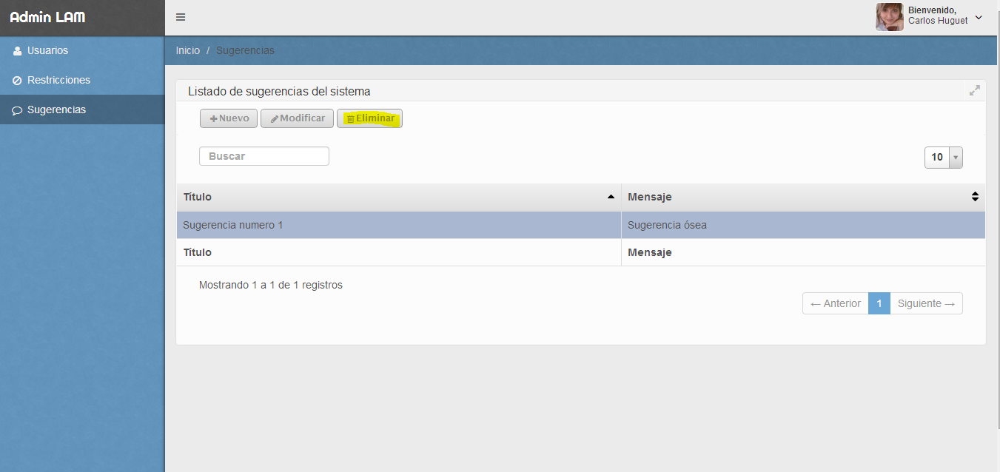 Admin LAM
Bienvenido,
Carlos Huguet
Usuarios
Restricciones
Sugerencias
Inicio / Sugerencias
Listado de sugerencias del sistema
Nuevo Modificar Eliminar
Buscar 10
Título Mensaje
Sugerencia numero 1 Sugerencia ósea
Título Mensaje
Mostrando 1 a 1 de 1 registros
← Anterior 1 Siguiente →